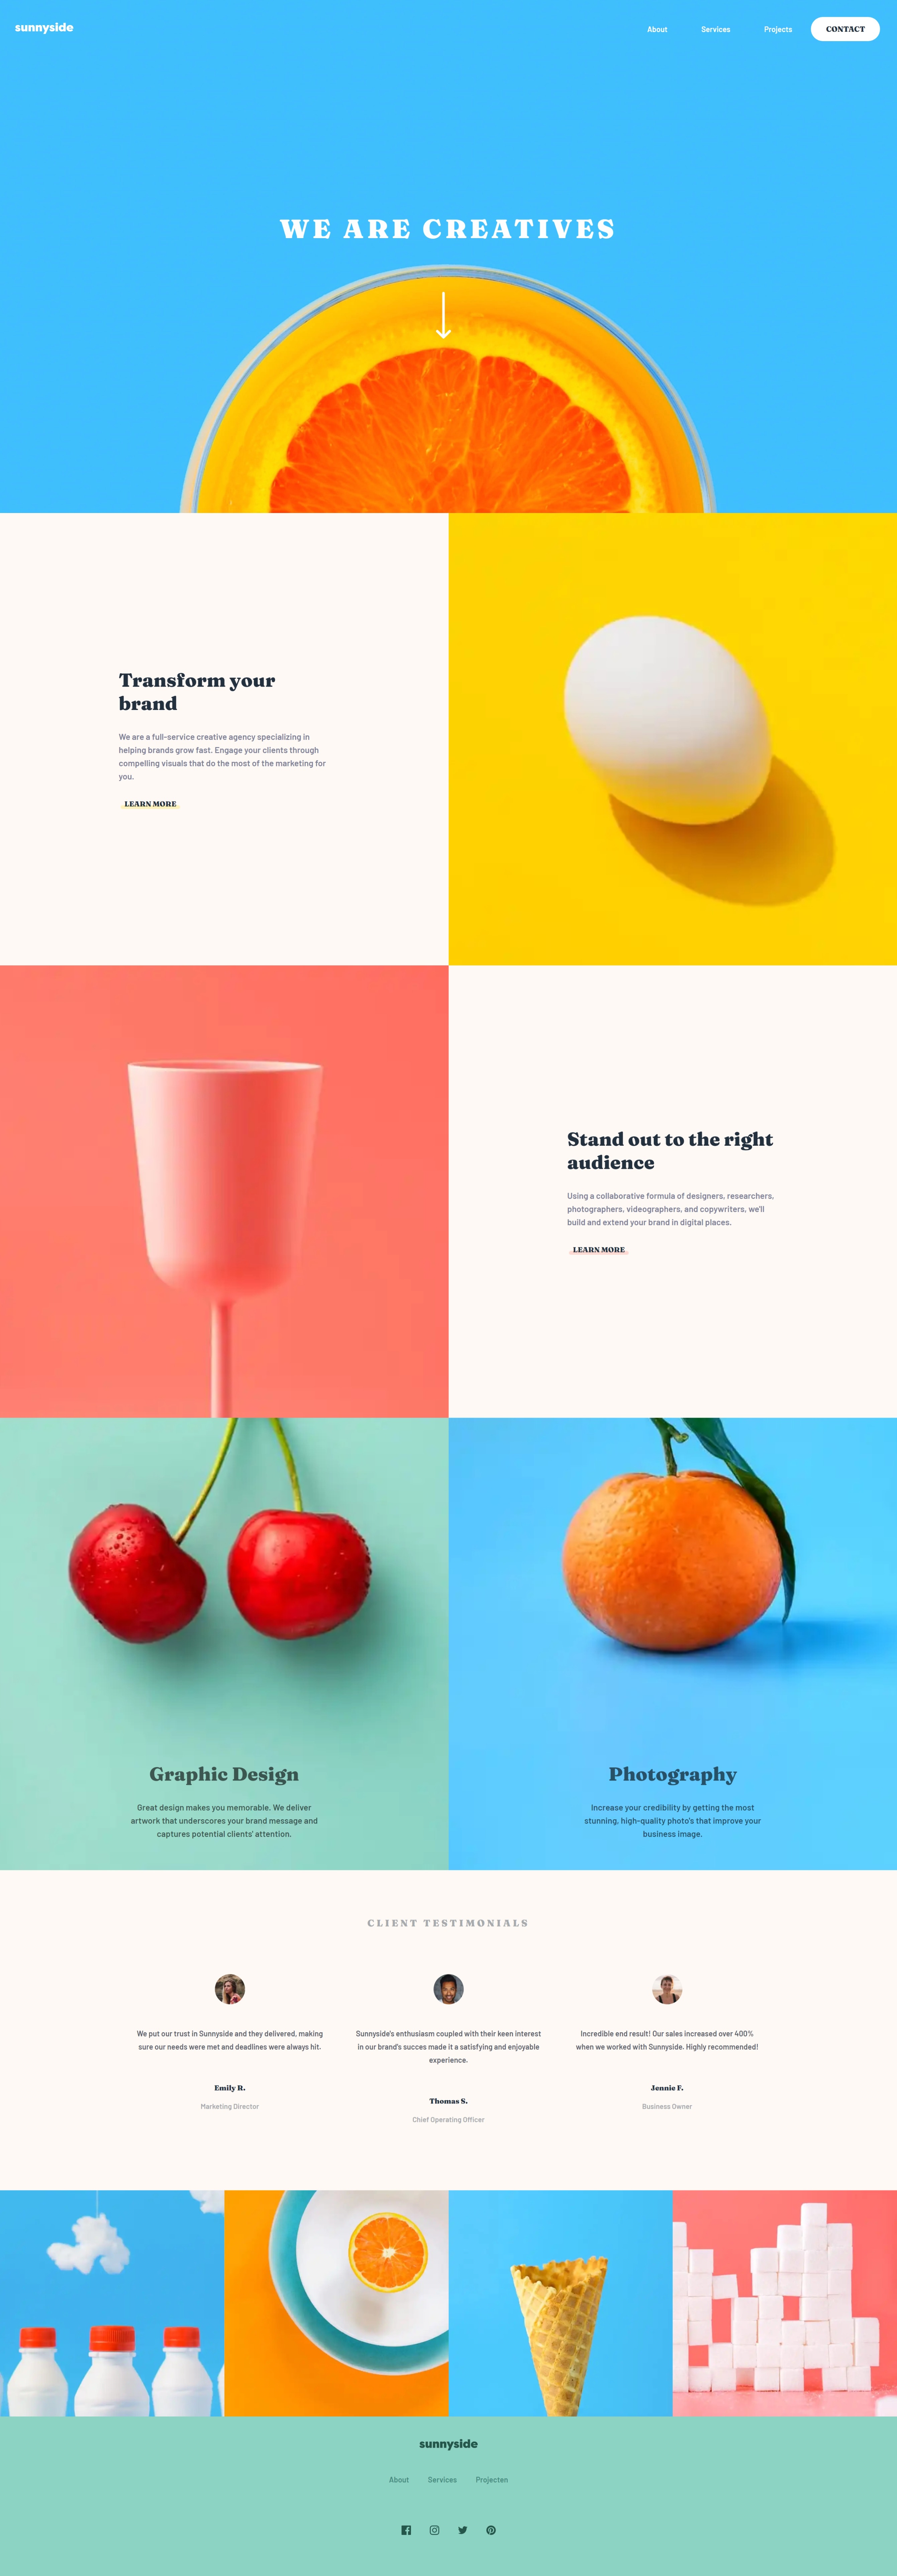 sunnyside
About Services Projects CONTACT
WE ARE CREATIVES
Transform your
brand
We are a full-service creative agency specializing in
helping brands grow fast. Engage your clients through
compelling visuals that do the most of the marketing for
you.
LEARN MORE
Stand out to the right
audience
Using a collaborative formula of designers, researchers,
photographers, videographers, and copywriters, we'll
build and extend your brand in digital places.
LEARN MORE
Graphic Design
Great design makes you memorable. We deliver
artwork that underscores your brand message and
captures potential clients' attention.
Photography
Increase your credibility by getting the most
stunning, high-quality photo's that improve your
business image.
CLIENT TESTIMONIALS
We put our trust in Sunnyside and they delivered, making
sure our needs were met and deadlines were always hit.
Emily R.
Marketing Director
Sunnyside's enthusiasm coupled with their keen interest
in our brand's succes made it a satisfying and enjoyable
experience.
Thomas S.
Chief Operating Officer
Incredible end result! Our sales increased over 400%
when we worked with Sunnyside. Highly recommended!
Jennie F.
Business Owner
sunnyside
About Services Projecten